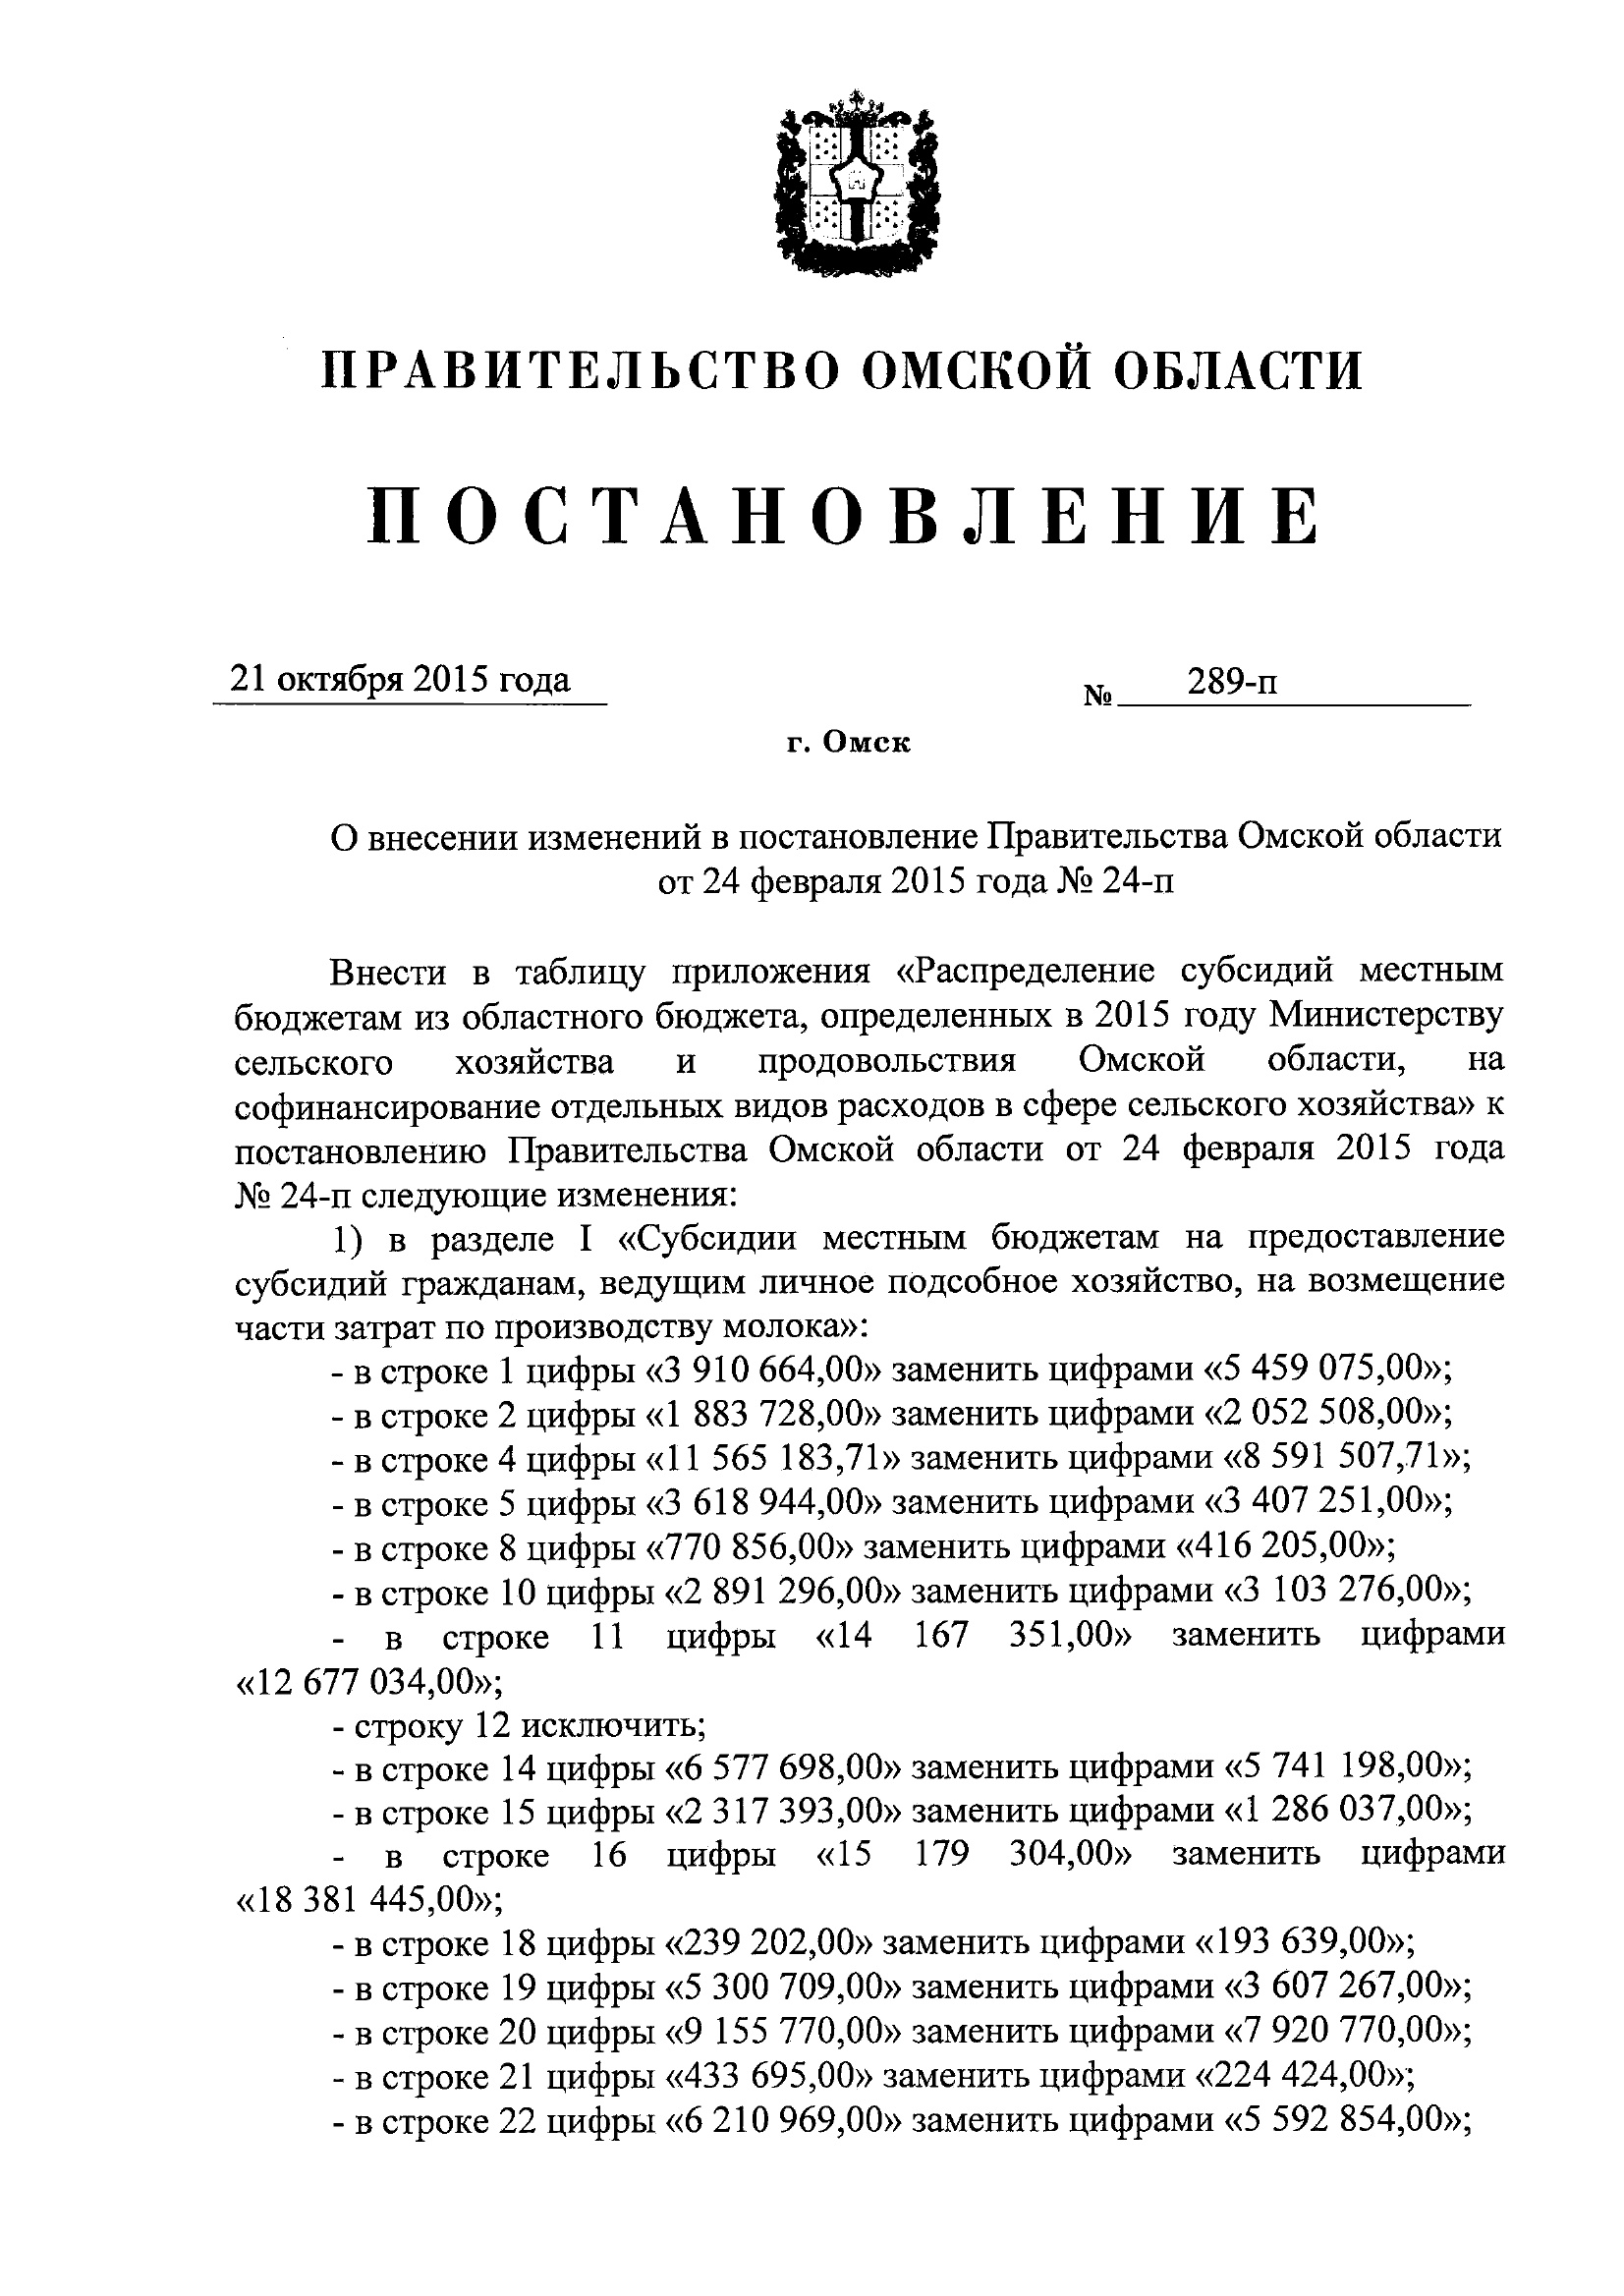 ПРАВИТЕЛЬСТВО ОМСКОЙ ОБЛАСТИ
ПОСТАНОВЛЕНИЕ
21 октября 2015 года № 289-п
г. Омск
О внесении изменений в постановление Правительства Омской области
от 24 февраля 2015 года № 24-п
Внести в таблицу приложения «Распределение субсидий местным
бюджетам из областного бюджета, определенных в 2015 году Министерству
сельского хозяйства и продовольствия Омской области, на
софинансирование отдельных видов расходов в сфере сельского хозяйства» к
постановлению Правительства Омской области от 24 февраля 2015 года
№ 24-п следующие изменения:
1) в разделе I «Субсидии местным бюджетам на предоставление
субсидий гражданам, ведущим личное подсобное хозяйство, на возмещение
части затрат по производству молока»:
- в строке 1 цифры «3 910 664,00» заменить цифрами «5 459 075,00»;
- в строке 2 цифры «1 883 728,00» заменить цифрами «2 052 508,00»;
- в строке 4 цифры «11 565 183,71» заменить цифрами «8 591 507,71»;
- в строке 5 цифры «3 618 944,00» заменить цифрами «3 407 251,00»;
- в строке 8 цифры «770 856,00» заменить цифрами «416 205,00»;
- в строке 10 цифры «2 891 296,00» заменить цифрами «3 103 276,00»;
- в строке 11 цифры «14 167 351,00» заменить цифрами
«12 677 034,00»;
- строку 12 исключить;
- в строке 14 цифры «6 577 698,00» заменить цифрами «5 741 198,00»;
- в строке 15 цифры «2 317 393,00» заменить цифрами «1 286 037,00»;
- в строке 16 цифры «15 179 304,00» заменить цифрами
«18 381 445,00»;
- в строке 18 цифры «239 202,00» заменить цифрами «193 639,00»;
- в строке 19 цифры «5 300 709,00» заменить цифрами «3 607 267,00»;
- в строке 20 цифры «9 155 770,00» заменить цифрами «7 920 770,00»;
- в строке 21 цифры «433 695,00» заменить цифрами «224 424,00»;
- в строке 22 цифры «6 210 969,00» заменить цифрами «5 592 854,00»;